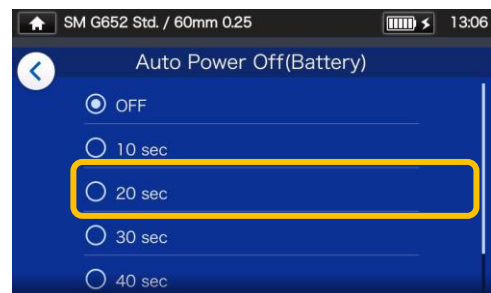 SM G652 Std. / 60mm 0.25 13:06
Auto Power Off(Battery)
OFF
10 sec
20 sec
30 sec
40 sec